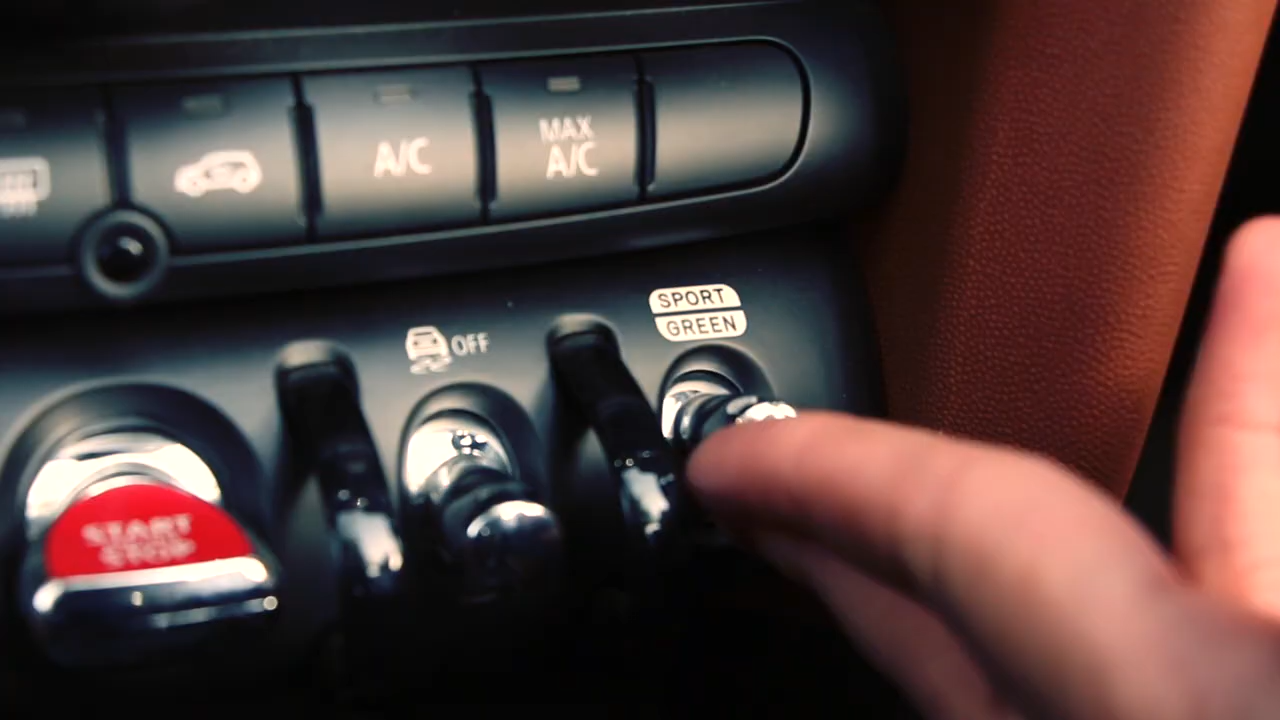 A/C
MAX
A/C
SPORT
GREEN
OFF
START
STOP